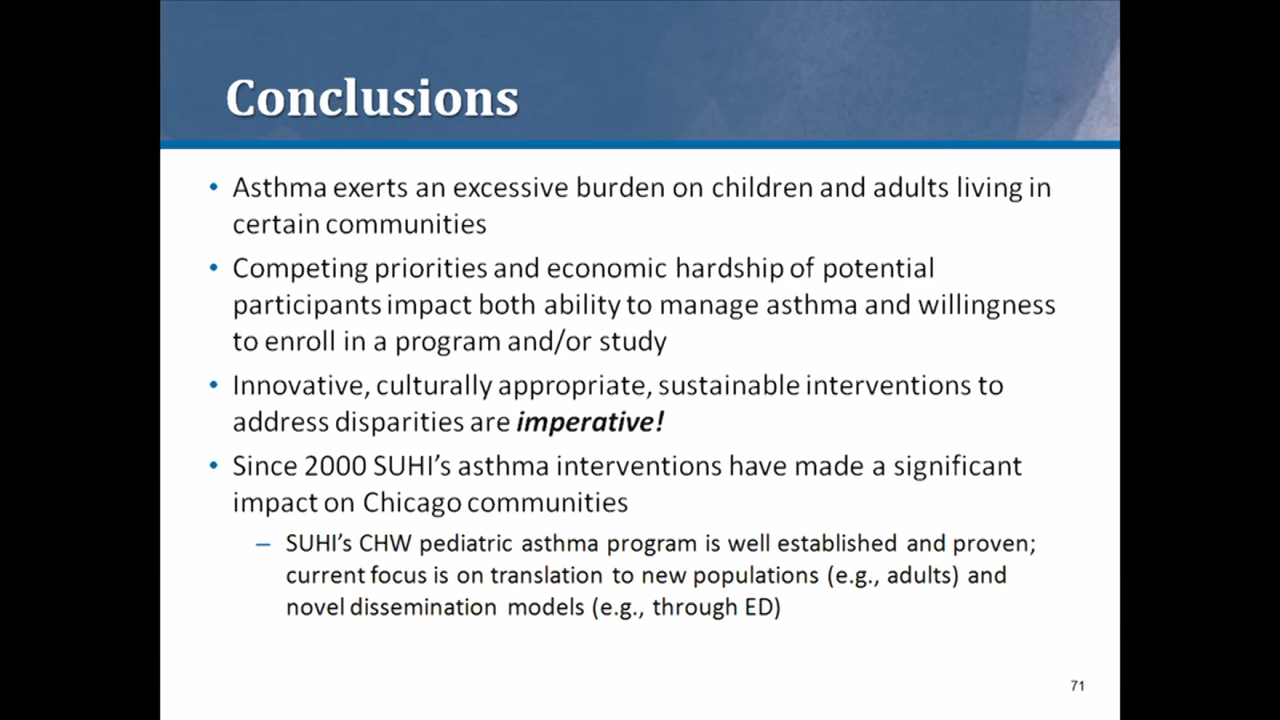 Conclusions
• Asthma exerts an excessive burden on children and adults living in
certain communities
• Competing priorities and economic hardship of potential
participants impact both ability to manage asthma and willingness
to enroll in a program and/or study
• Innovative, culturally appropriate, sustainable interventions to
address disparities are imperative!
• Since 2000 SUHI’s asthma interventions have made a significant
impact on Chicago communities
– SUHI’s CHW pediatric asthma program is well established and proven;
current focus is on translation to new populations (e.g., adults) and
novel dissemination models (e.g., through ED)
71